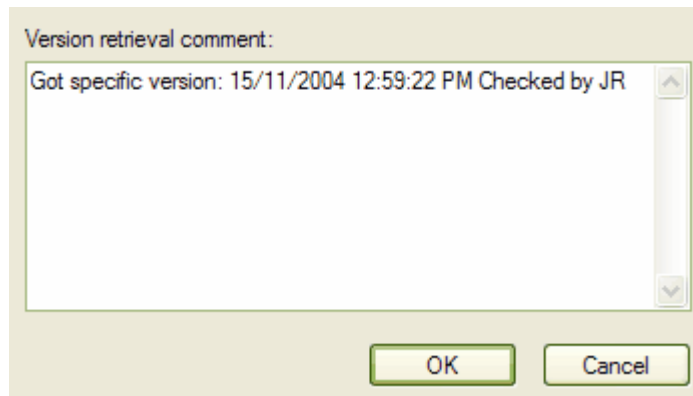 Version retrieval comment:
Got specific version: 15/11/2004 12:59:22 PM Checked by JR
OK
Cancel